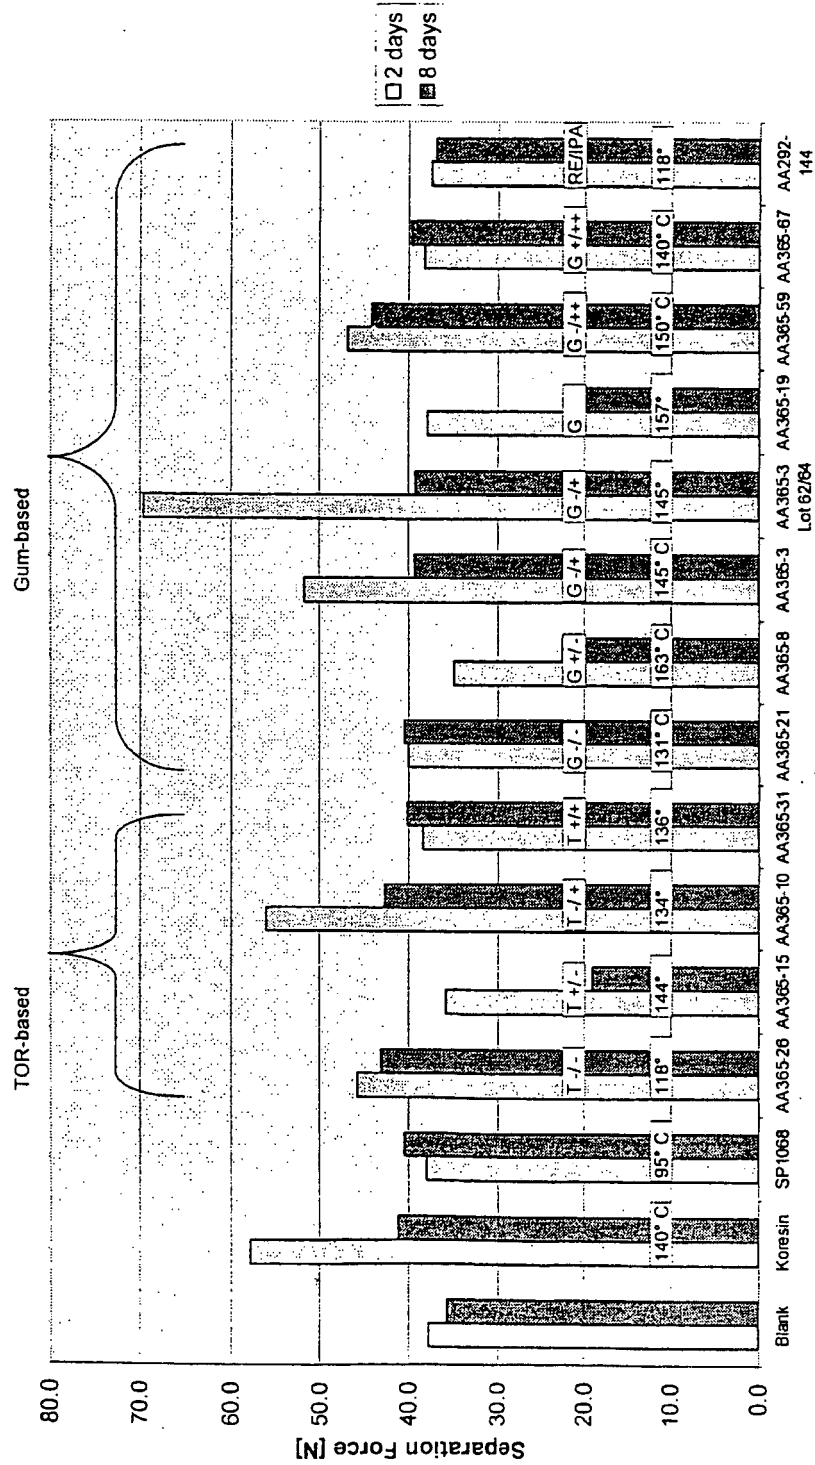 TOR-based
Gum-based
80.0
70.0
60.0
50.0
40.0
30.0
20.0
10.0
0.0
Separation Force [N]
2 days
8 days
T -/-
T +/-
T -/+
T +/+
G -/-
G +/-
G -/+
G -/+
G
G -/++
G +/++
RE/IPA
140° C
95° C
118°
144°
134°
136°
131° C
163° C
145° C
145°
157°
150° C
140° C
118°
Blank
Koresin
SP1068
AA365-26
AA365-15
AA365-10
AA365-31
AA365-21
AA365-8
AA365-3
AA365-3
Lot 62/64
AA365-19
AA365-59
AA365-67
AA292-
144